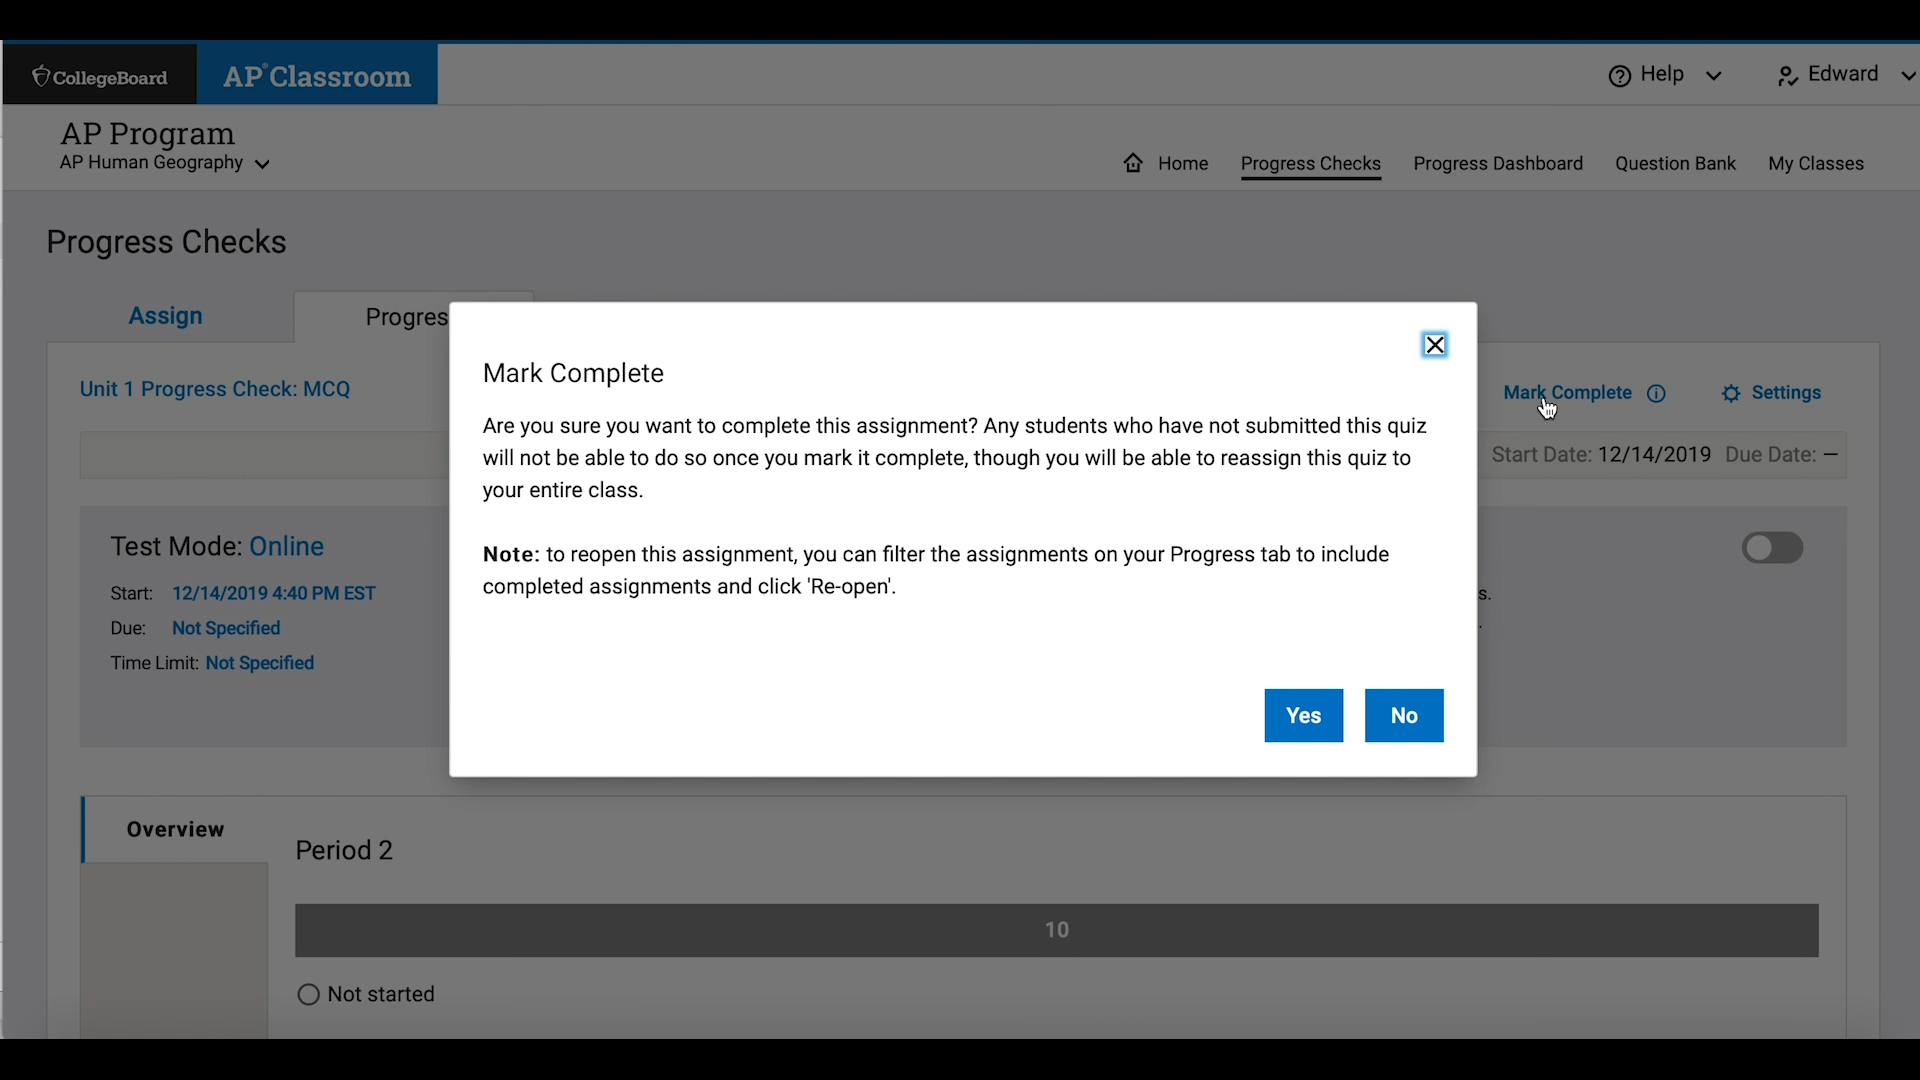 CollegeBoard
AP® Classroom
Help
Edward
AP Program
AP Human Geography
Home
Progress Checks
Progress Dashboard
Question Bank
My Classes
Progress Checks
Assign
Progres
Unit 1 Progress Check: MCQ
Mark Complete
Settings
Start Date: 12/14/2019 Due Date: —
Test Mode: Online
Start: 12/14/2019 4:40 PM EST
Due: Not Specified
Time Limit: Not Specified
s.
.
Mark Complete
Are you sure you want to complete this assignment? Any students who have not submitted this quiz
will not be able to do so once you mark it complete, though you will be able to reassign this quiz to
your entire class.
Note: to reopen this assignment, you can filter the assignments on your Progress tab to include
completed assignments and click 'Re-open'.
Yes
No
Overview
Period 2
10
Not started